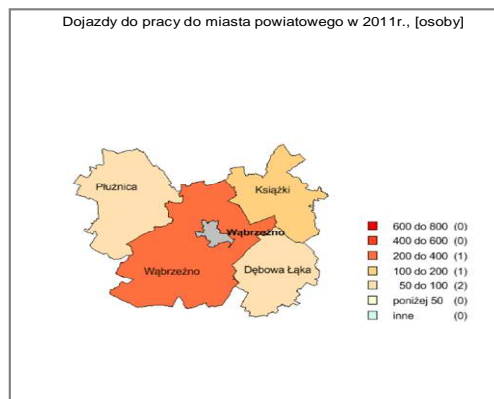 Dojazdy do pracy do miasta powiatowego w 2011r., [osoby]
Płużnica
Książki
Wąbrzeźno
Wąbrzeźno
Dębowa Łąka
600 do 800 (0)
400 do 600 (0)
200 do 400 (1)
100 do 200 (1)
50 do 100 (2)
poniżej 50 (0)
inne (0)